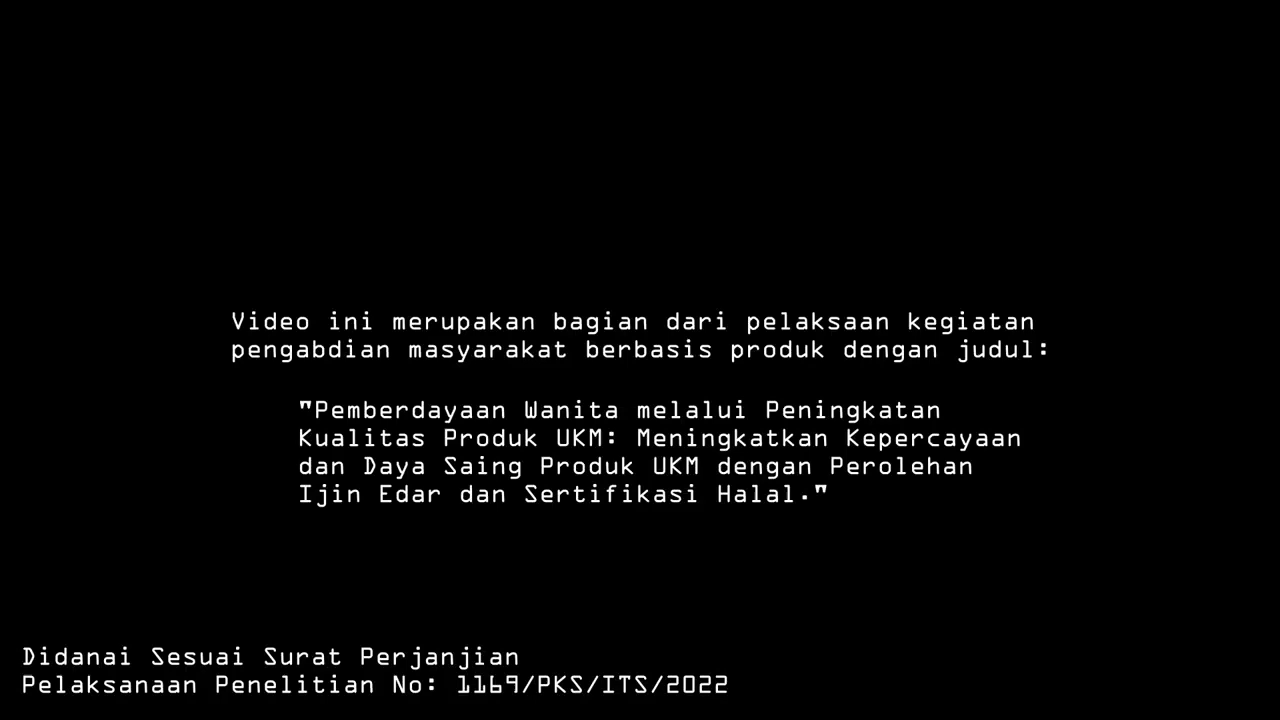 Video ini merupakan bagian dari pelaksaan kegiatan
pengabdian masyarakat berbasis produk dengan judul:
"Pemberdayaan Wanita melalui Peningkatan
Kualitas Produk UKM: Meningkatkan Kepercayaan
dan Daya Saing Produk UKM dengan Perolehan
Ijin Edar dan Sertifikasi Halal."
Didanai Sesuai Surat Perjanjian
Pelaksanaan Penelitian No: 1169/PKS/ITS/2022